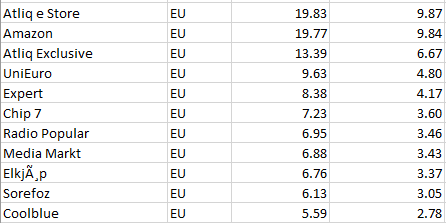 Atliq e Store EU 19.83 9.87
Amazon EU 19.77 9.84
Atliq Exclusive EU 13.39 6.67
UniEuro EU 9.63 4.80
Expert EU 8.38 4.17
Chip 7 EU 7.23 3.60
Radio Popular EU 6.95 3.46
Media Markt EU 6.88 3.43
ElkjÃ¸p EU 6.76 3.37
Sorefoz EU 6.13 3.05
Coolblue EU 5.59 2.78